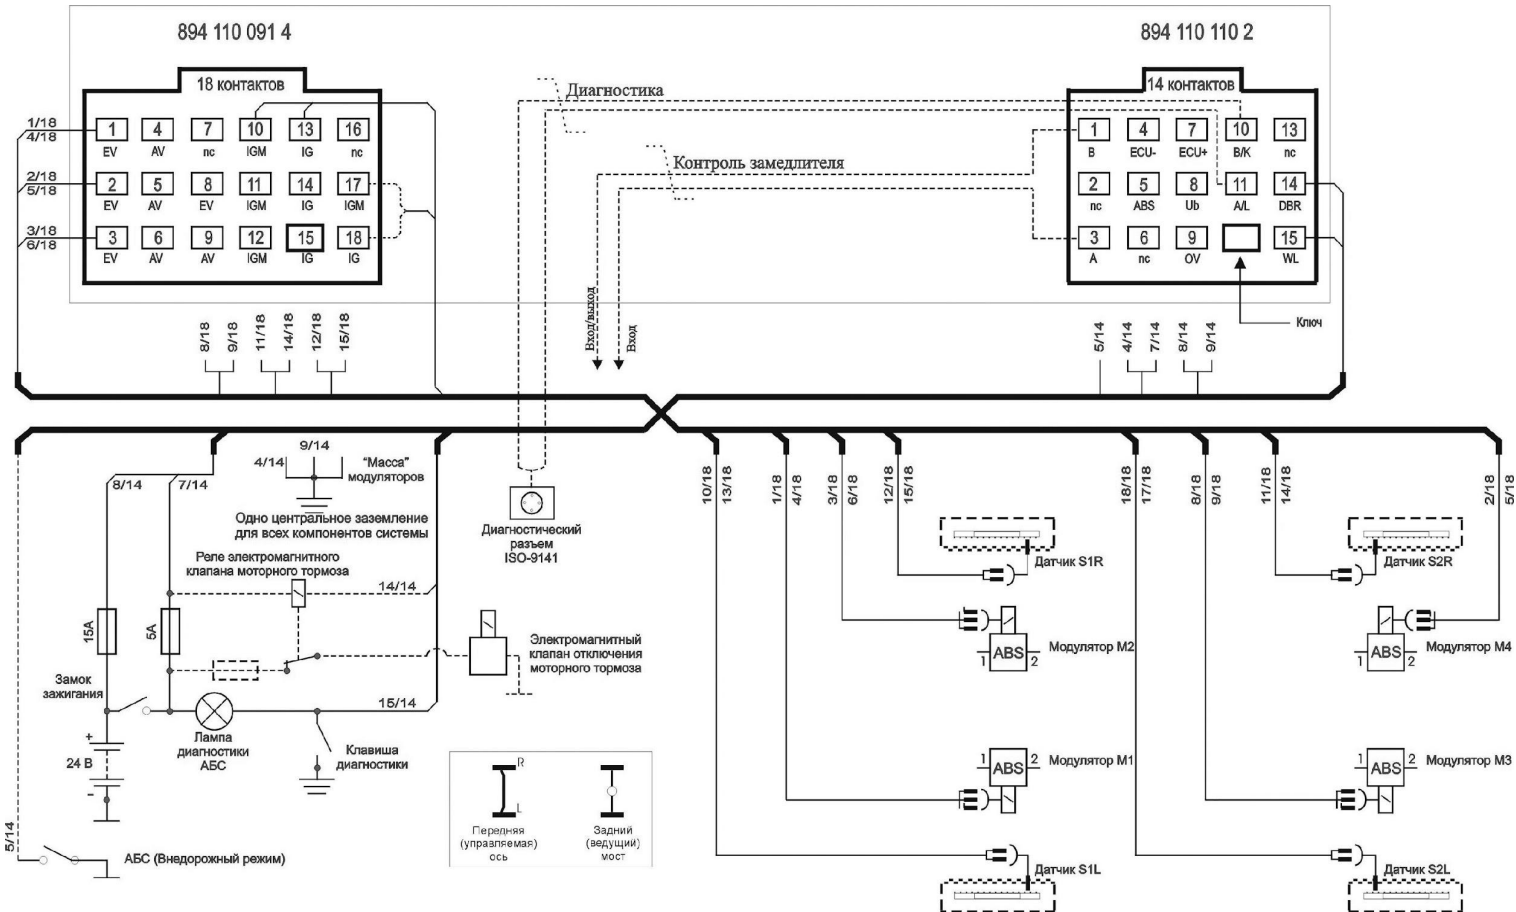 894 110 091 4
894 110 110 2
18 контактов
14 контактов
Диагностика
Контроль замедлителя
1/18
4/18
2/18
5/18
3/18
6/18
1 4 7 10 13 16
EV AV nc IGM IG nc
2 5 8 11 14 17
EV AV EV IGM IG IGM
3 6 9 12 15 18
EV AV AV IGM IG IG
1 4 7 10 13
B ECU- ECU+ B/K nc
2 5 8 11 14
nc ABS Ub A/L DBR
3 6 9 15
A nc OV WL
Ключ
8/18
9/18
11/18
14/18
12/18
15/18
Вход/выход
Вход
5/14
4/14
7/14
8/14
9/14
9/14
4/14
"Масса"
модуляторов
8/14
7/14
Одно центральное заземление
для всех компонентов системы
Реле электромагнитного
клапана моторного тормоза
14/14
Диагностический
разъем
ISO-9141
15A
5A
Электромагнитный
клапан отключения
моторного тормоза
Замок
зажигания
15/14
Лампа
диагностики
АБС
Клавиша
диагностики
+
24 В
-
5/14
АБС (Внедорожный режим)
R
L
Передняя
(управляемая)
ось
Задний
(ведущий)
мост
10/18
13/18
1/18
4/18
3/18
6/18
12/18
15/18
18/18
17/18
8/18
9/18
11/18
14/18
2/18
5/18
Датчик S1R
Датчик S2R
1 ABS 2
Модулятор M2
1 ABS 2
Модулятор M4
1 ABS 2
Модулятор M1
1 ABS 2
Модулятор M3
Датчик S1L
Датчик S2L